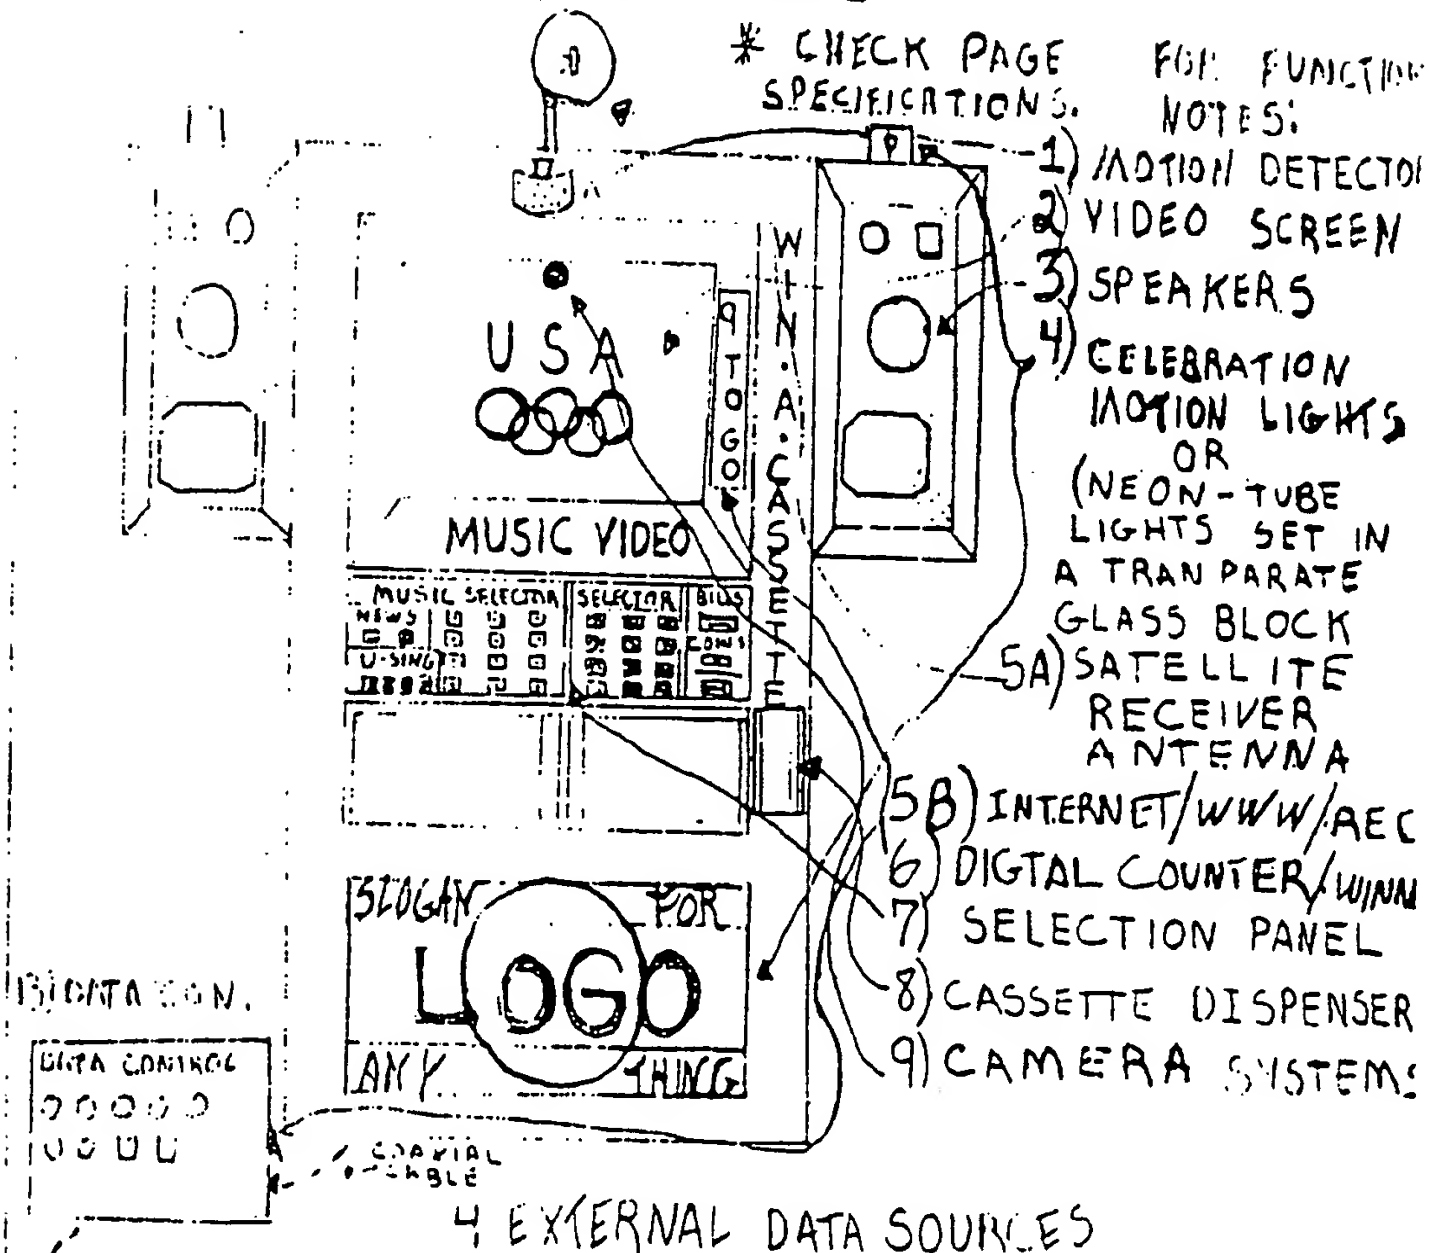 * CHECK PAGE FOR FUNCTION
SPECIFICATIONS. NOTES:
1) MOTION DETECTO
2) VIDEO SCREEN
3) SPEAKERS
4) CELEBRATION
MOTION LIGHTS
OR
(NEON-TUBE
LIGHTS SET IN
A TRANPARATE
GLASS BLOCK
5A) SATELLITE
RECEIVER
ANTENNA
5B) INTERNET/WWW/REC
6) DIGTAL COUNTER/WINN
7) SELECTION PANEL
8) CASSETTE DISPENSER
9) CAMERA SYSTEMS
USA
9 TO GO
WIN·A·CASSETTE
MUSIC VIDEO
MUSIC SELECTOR
SELECTOR
BILLS
NEWS
COINS
U-SING
SLOGAN FOR
LOGO
ANY THING
DATA CON.
DATA CONTROL
COAXIAL
CABLE
4 EXTERNAL DATA SOURCES